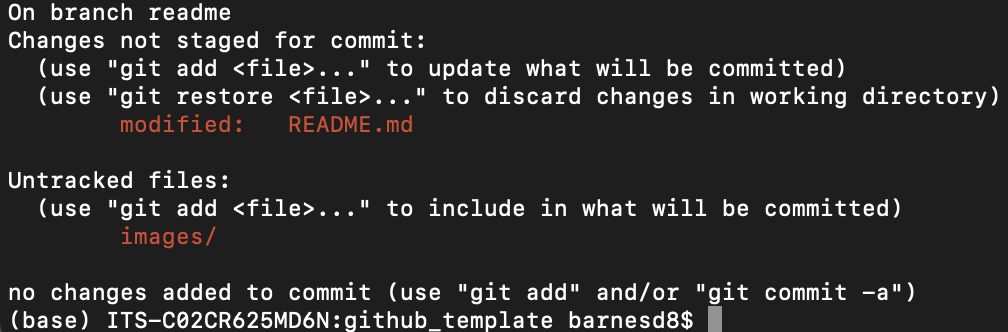 On branch readme
Changes not staged for commit:
  (use "git add <file>..." to update what will be committed)
  (use "git restore <file>..." to discard changes in working directory)
        modified:   README.md

Untracked files:
  (use "git add <file>..." to include in what will be committed)
        images/

no changes added to commit (use "git add" and/or "git commit -a")
(base) ITS-C02CR625MD6N:github_template barnesd8$